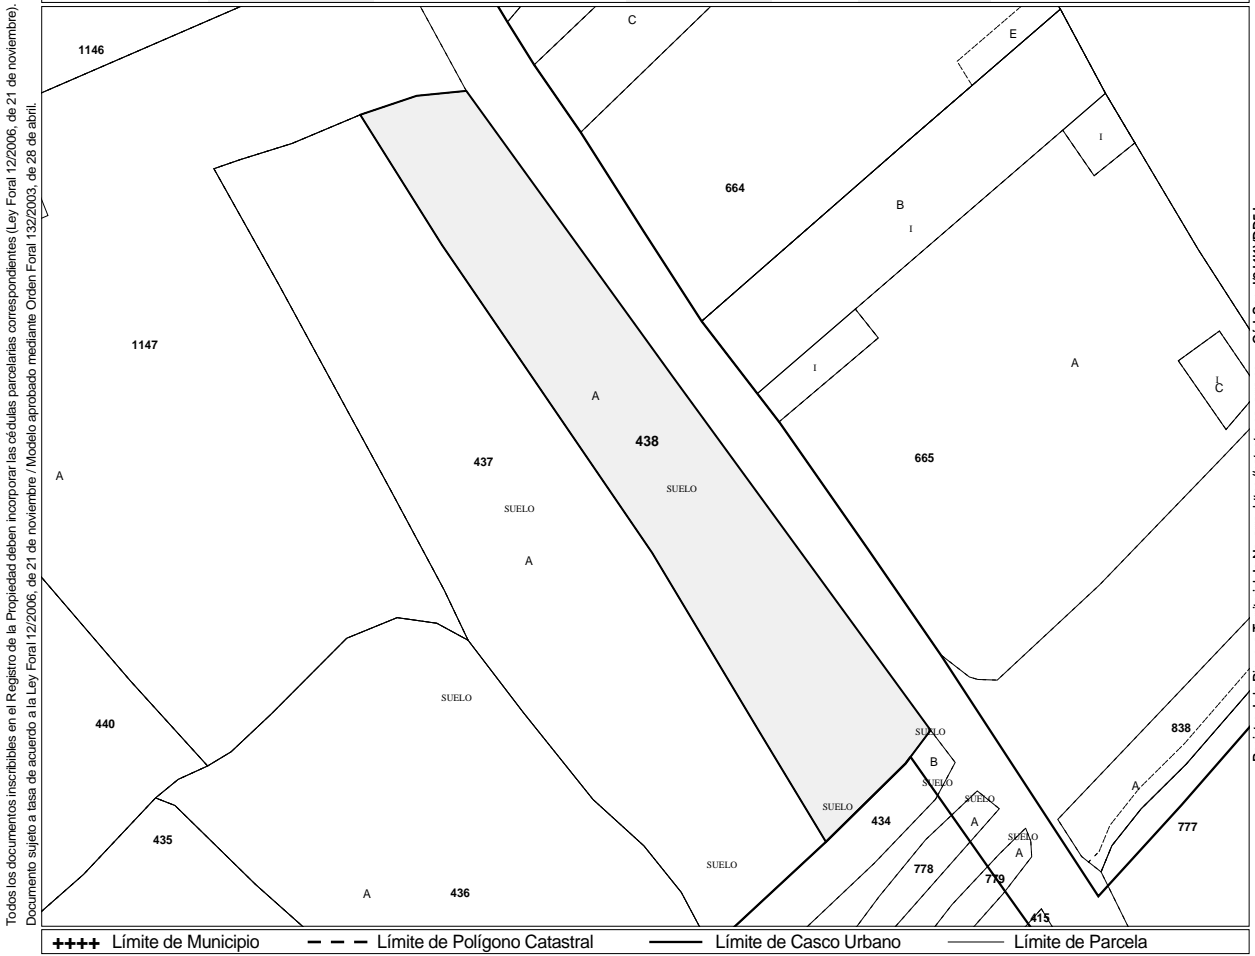 Todos los documentos inscribibles en el Registro de la Propiedad deben incorporar las cédulas parcelarias correspondientes (Ley Foral 12/2006, de 21 de noviembre).
Documento sujeto a tasa de acuerdo a la Ley Foral 12/2006, de 21 de noviembre / Modelo aprobado mediante Orden Foral 132/2003, de 28 de abril.
C
E
1146
I
664
B
I
1147
A
I
I
C
A
438
665
437
A
SUELO
SUELO
A
SUELO
440
838
SUELO
B
SUELO
A
SUELO
SUELO
434
A
777
SUELO
435
A
SUELO
778
779
A
436
415
++++ Límite de Municipio
Límite de Polígono Catastral
Límite de Casco Urbano
Límite de Parcela